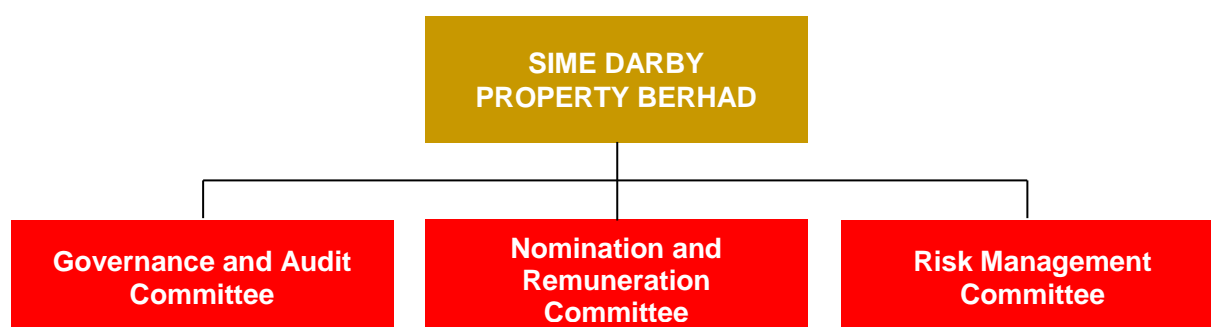 SIME DARBY
PROPERTY BERHAD
Governance and Audit
Committee
Nomination and
Remuneration
Committee
Risk Management
Committee